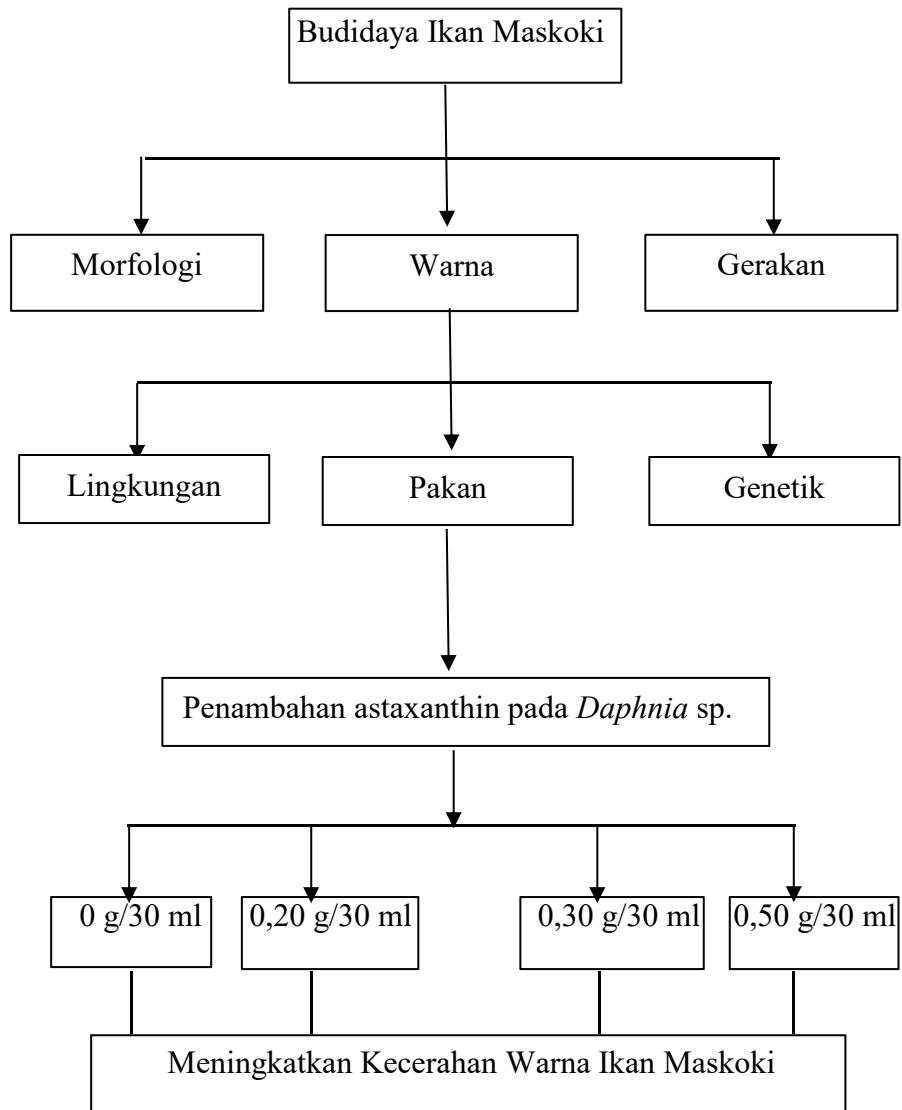 Budidaya Ikan Maskoki
Morfologi
Warna
Gerakan
Lingkungan
Pakan
Genetik
Penambahan astaxanthin pada Daphnia sp.
0 g/30 ml
0,20 g/30 ml
0,30 g/30 ml
0,50 g/30 ml
Meningkatkan Kecerahan Warna Ikan Maskoki